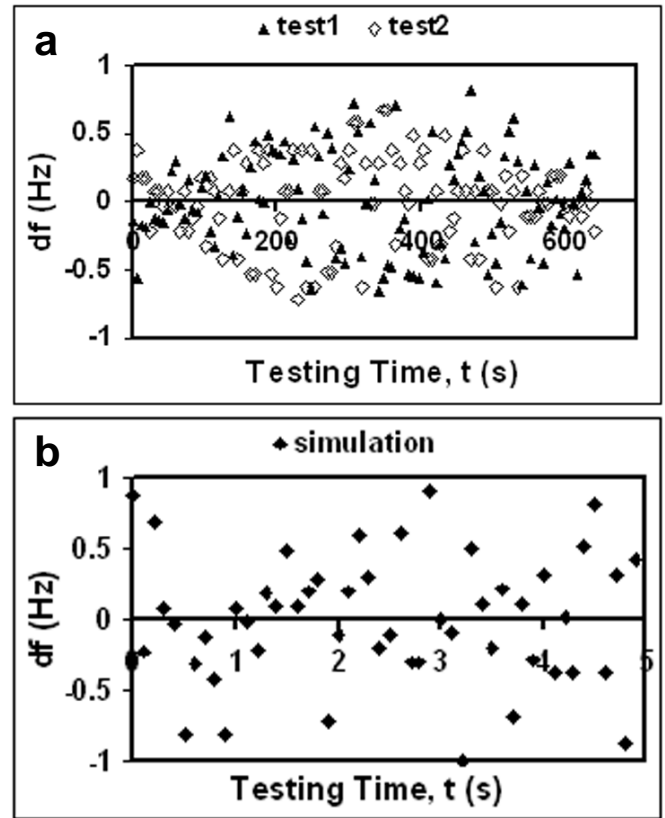 a
test1 test2
1
0.5
0
-0.5
-1
df (Hz)
0 200 400 600
Testing Time, t (s)
b
simulation
1
0.5
0
-0.5
-1
df (Hz)
0 1 2 3 4 5
Testing Time, t (s)